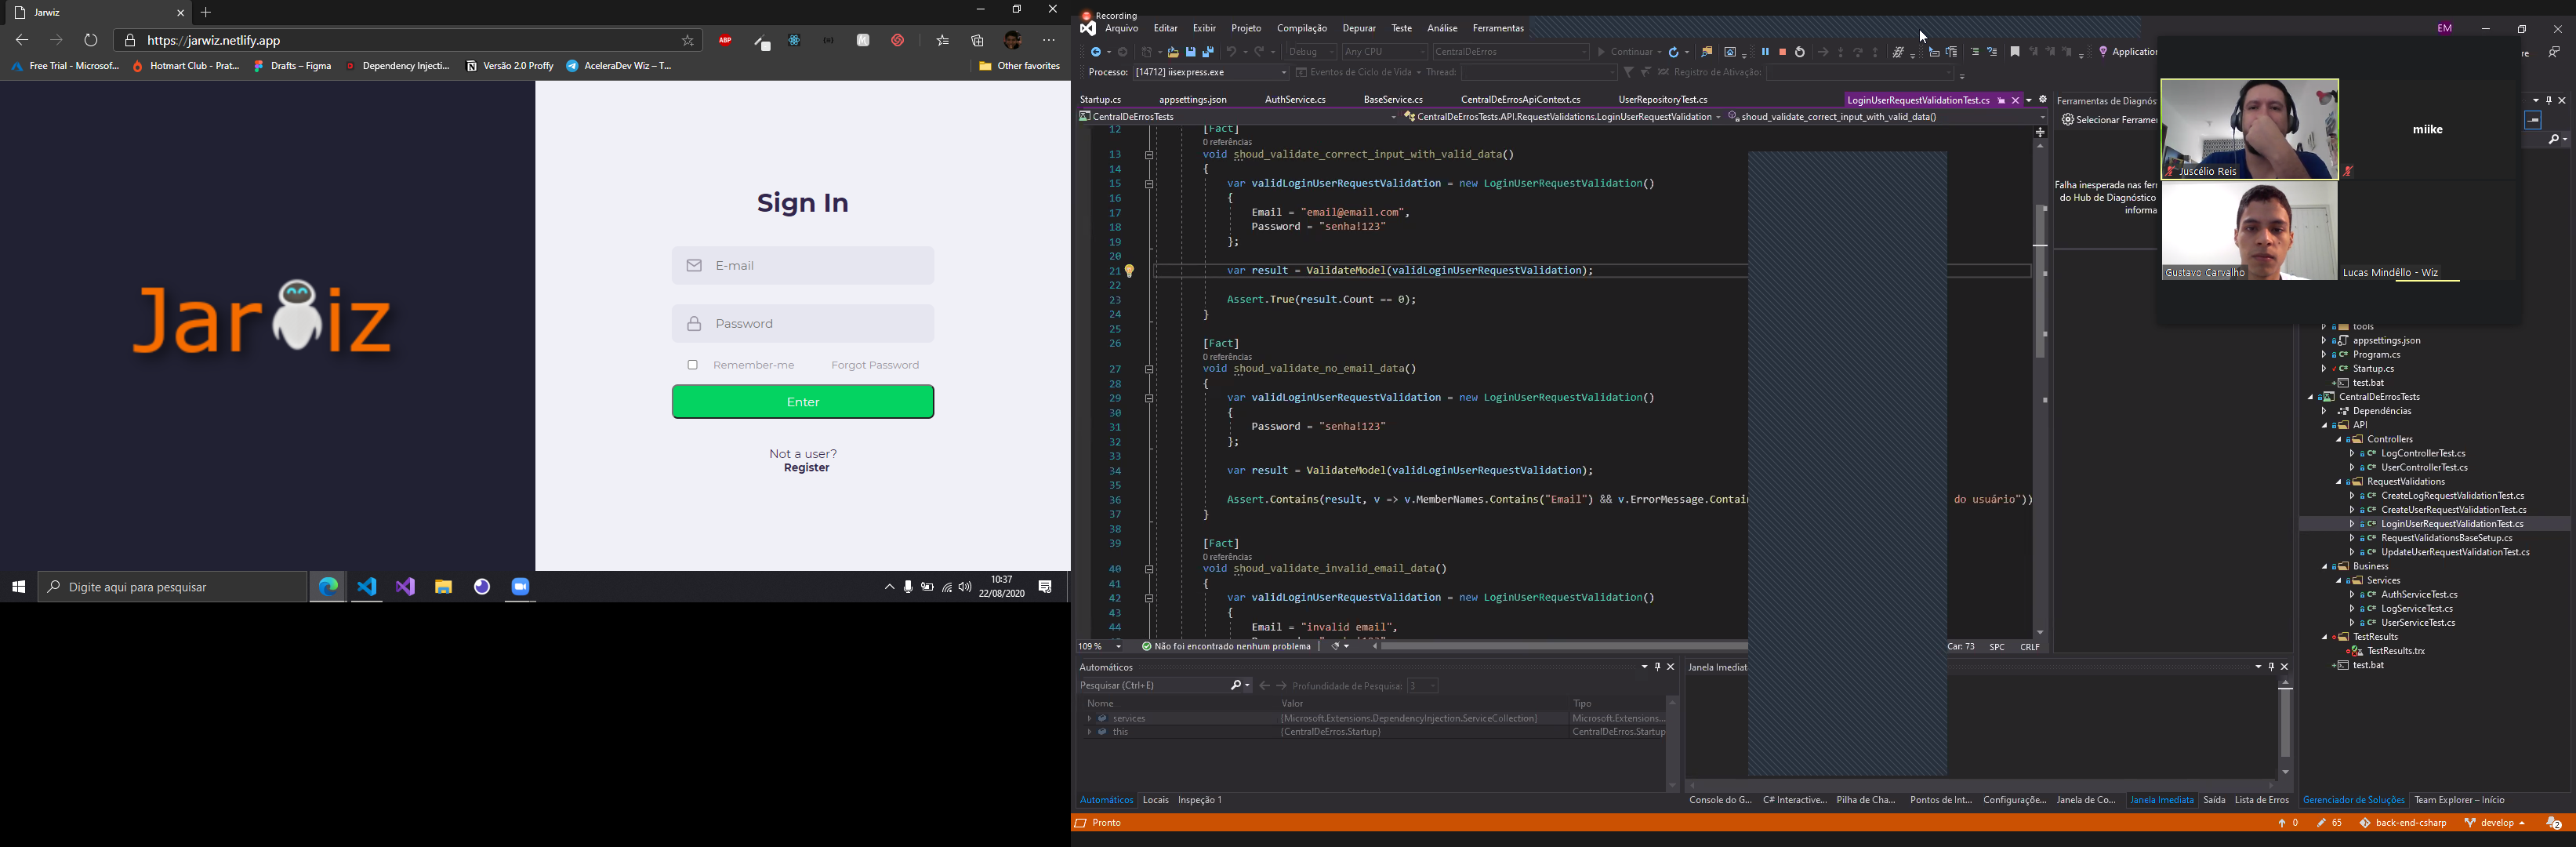 Jarwiz
https://jarwiz.netlify.app
ABP
Free Trial - Microsof...
Hotmart Club - Prat...
Drafts – Figma
Dependency Injecti...
Versão 2.0 Proffy
AceleraDev Wiz – T...
Other favorites
Jarwiz
Sign In
E-mail
Password
Remember-me
Forgot Password
Enter
Not a user?
Register
Digite aqui para pesquisar
10:37
22/08/2020
Recording
Arquivo Editar Exibir Projeto Compilação Depurar Teste Análise Ferramentas
EM
Debug Any CPU CentralDeErros Continuar Application
Processo: [14712] iisexpress.exe Eventos de Ciclo de Vida Thread: Registro de Ativação:
Startup.cs appsettings.json AuthService.cs BaseService.cs CentralDeErrosApiContext.cs UserRepositoryTest.cs LoginUserRequestValidationTest.cs
CentralDeErrosTests CentralDeErrosTests.API.RequestValidations.LoginUserRequestValidation shoud_validate_correct_input_with_valid_data()
12 [Fact]
0 referências
13 void shoud_validate_correct_input_with_valid_data()
14 {
15 var validLoginUserRequestValidation = new LoginUserRequestValidation()
16 {
17 Email = "email@email.com",
18 Password = "senha!123"
19 };
20
21 var result = ValidateModel(validLoginUserRequestValidation);
22
23 Assert.True(result.Count == 0);
24 }
25
26 [Fact]
0 referências
27 void shoud_validate_no_email_data()
28 {
29 var validLoginUserRequestValidation = new LoginUserRequestValidation()
30 {
31 Password = "senha!123"
32 };
33
34 var result = ValidateModel(validLoginUserRequestValidation);
35
36 Assert.Contains(result, v => v.MemberNames.Contains("Email") && v.ErrorMessage.Contai do usuário"))
37 }
38
39 [Fact]
0 referências
40 void shoud_validate_invalid_email_data()
41 {
42 var validLoginUserRequestValidation = new LoginUserRequestValidation()
43 {
44 Email = "invalid email",
109 % Não foi encontrado nenhum problema Car: 73 SPC CRLF
Automáticos
Pesquisar (Ctrl+E) Profundidade de Pesquisa: 3
Nome Valor Tipo
services {Microsoft.Extensions.DependencyInjection.ServiceCollection} Microsoft.Extensions...
this {CentralDeErros.Startup} CentralDeErros.Startup
Automáticos Locais Inspeção 1
Janela Imediat
Console do G... C# Interactive... Pilha de Cha... Pontos de Int... Configuraçõe... Janela de Co... Janela Imediata Saída Lista de Erros
Ferramentas de Diagnós
Selecionar Ferrame
Falha inesperada nas fer
do Hub de Diagnóstico
informa
Juscélio Reis
miike
Gustavo Carvalho
Lucas Mindêllo - Wiz
tools
appsettings.json
Program.cs
Startup.cs
test.bat
CentralDeErrosTests
Dependências
API
Controllers
LogControllerTest.cs
UserControllerTest.cs
RequestValidations
CreateLogRequestValidationTest.cs
CreateUserRequestValidationTest.cs
LoginUserRequestValidationTest.cs
RequestValidationsBaseSetup.cs
UpdateUserRequestValidationTest.cs
Business
Services
AuthServiceTest.cs
LogServiceTest.cs
UserServiceTest.cs
TestResults
TestResults.trx
test.bat
Gerenciador de Soluções Team Explorer – Início
Pronto
0 65 back-end-csharp develop 2